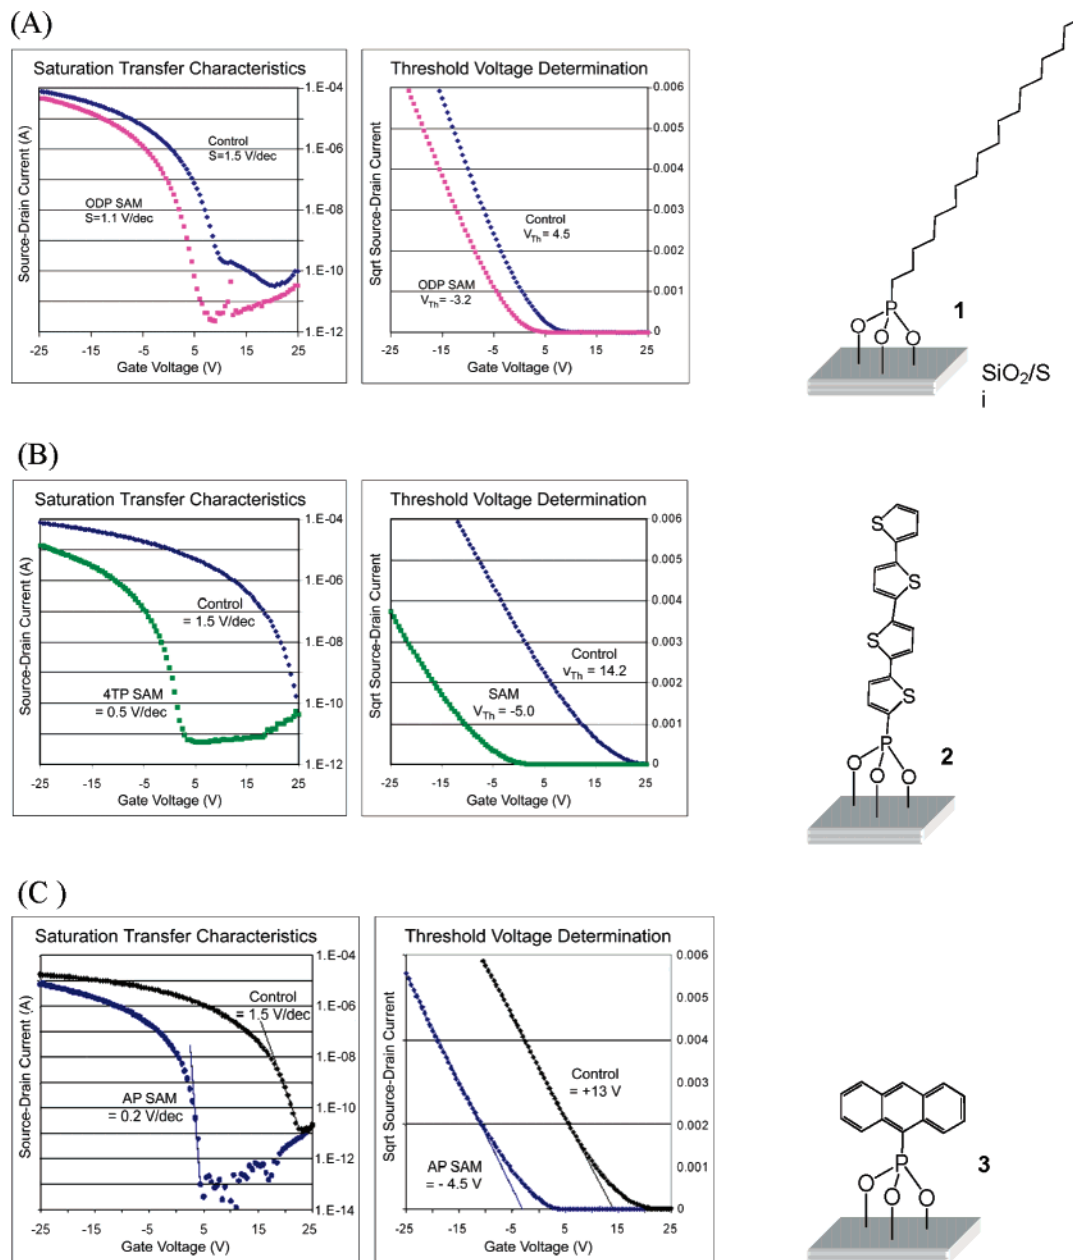 (A)
Saturation Transfer Characteristics
Source-Drain Current (A)
1.E-04
1.E-06
1.E-08
1.E-10
1.E-12
Control
S=1.5 V/dec
ODP SAM
S=1.1 V/dec
-25 -15 -5 5 15 25
Gate Voltage (V)
Threshold Voltage Determination
Sqrt Source-Drain Current
0.006
0.005
0.004
0.003
0.002
0.001
0
Control
VTh = 4.5
ODP SAM
VTh = -3.2
-25 -15 -5 5 15 25
Gate Voltage (V)
P
O O O
1
SiO2/S
i
(B)
Saturation Transfer Characteristics
Source-Drain Current (A)
1.E-04
1.E-06
1.E-08
1.E-10
1.E-12
Control
= 1.5 V/dec
4TP SAM
= 0.5 V/dec
-25 -15 -5 5 15 25
Gate Voltage (V)
Threshold Voltage Determination
Sqrt Source-Drain Current
0.006
0.005
0.004
0.003
0.002
0.001
0
Control
VTh = 14.2
SAM
VTh = -5.0
-25 -15 -5 5 15 25
Gate Voltage (V)
S
S
S
S
P
O O O
2
(C )
Saturation Transfer Characteristics
Source-Drain Current (A)
1.E-04
1.E-06
1.E-08
1.E-10
1.E-12
1.E-14
Control
= 1.5 V/dec
AP SAM
= 0.2 V/dec
-25 -15 -5 5 15 25
Gate Voltage (V)
Threshold Voltage Determination
Sqrt Source-Drain Current
0.006
0.005
0.004
0.003
0.002
0.001
0
Control
= +13 V
AP SAM
= - 4.5 V
-25 -15 -5 5 15 25
Gate Voltage (V)
P
O O O
3